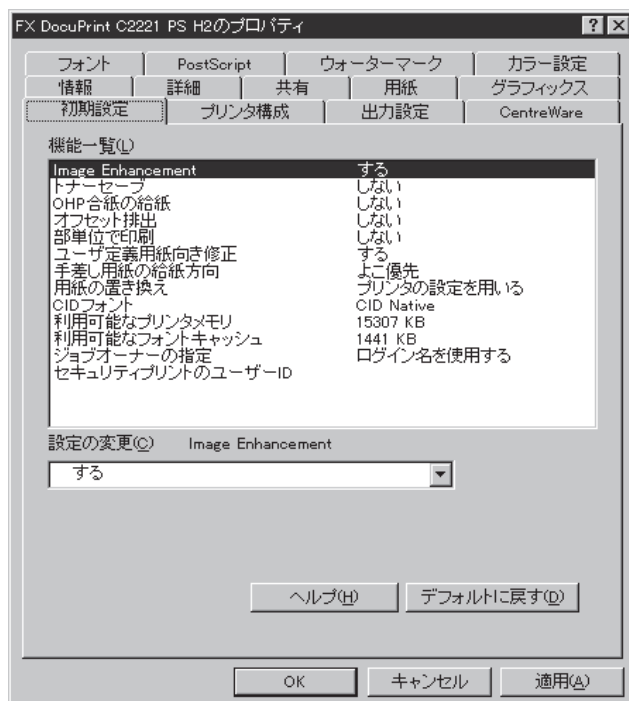 FX DocuPrint C2221 PS H2のプロパティ
フォント PostScript ウォーターマーク カラー設定
情報 詳細 共有 用紙 グラフィックス
初期設定 プリンタ構成 出力設定 CentreWare
機能一覧(L)
Image Enhancement する
トナーセーブ しない
OHP合紙の給紙 しない
オフセット排出 しない
部単位で印刷 しない
ユーザ定義用紙向き修正 する
手差し用紙の給紙方向 よこ優先
用紙の置き換え プリンタの設定を用いる
CIDフォント CID Native
利用可能なプリンタメモリ 15307 KB
利用可能なフォントキャッシュ 1441 KB
ジョブオーナーの指定 ログイン名を使用する
セキュリティプリントのユーザーID
設定の変更(C) Image Enhancement
する
ヘルプ(H) デフォルトに戻す(D)
OK キャンセル 適用(A)